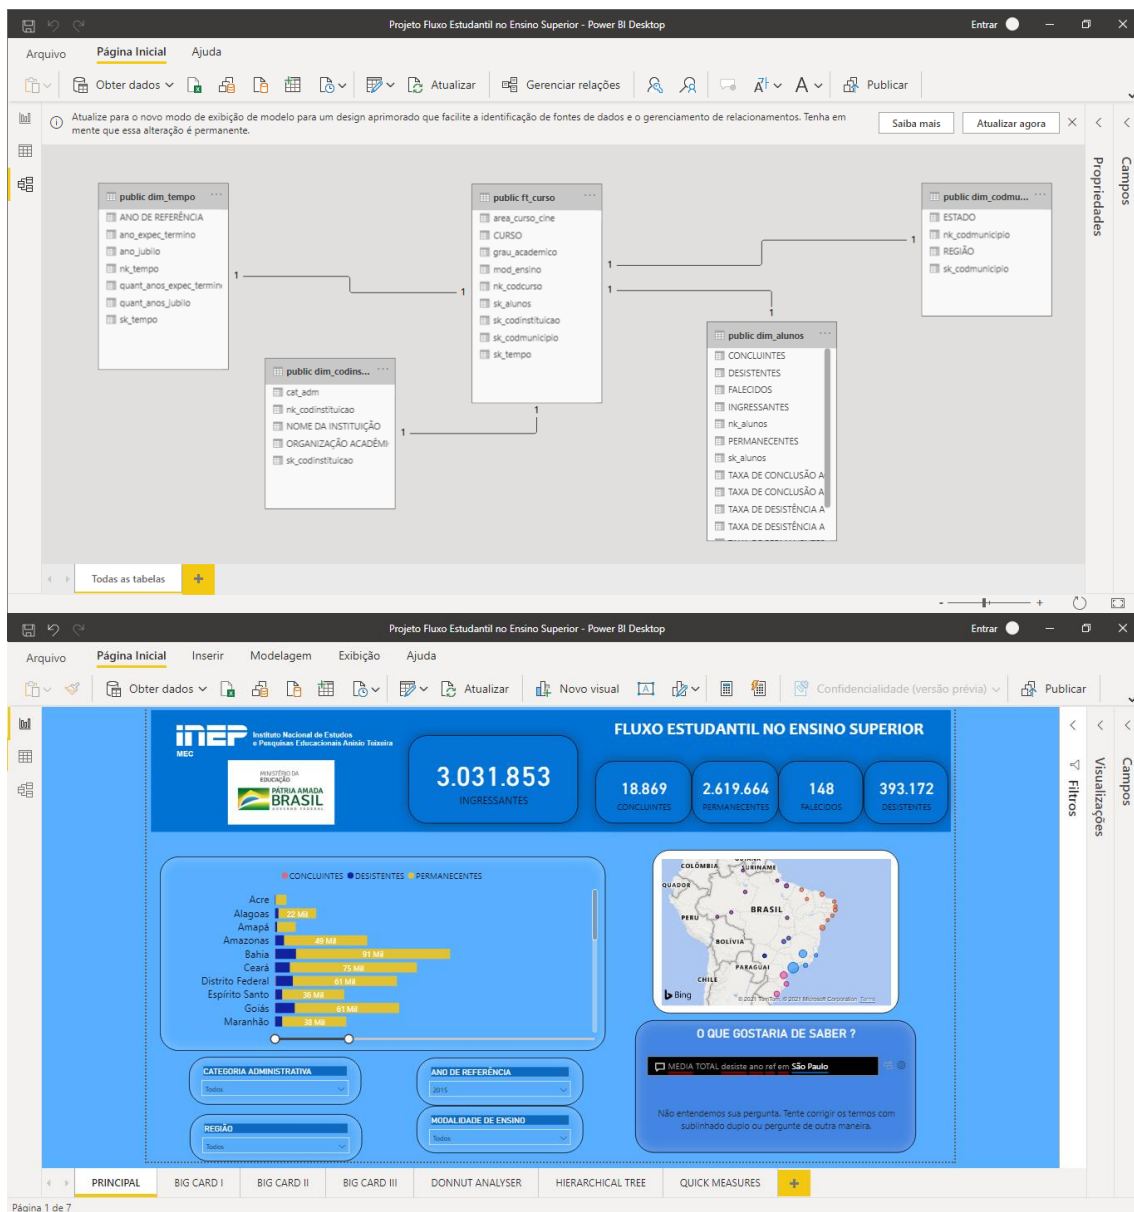 Projeto Fluxo Estudantil no Ensino Superior - Power BI Desktop
Entrar
Arquivo Página Inicial Ajuda
Obter dados Atualizar Gerenciar relações Publicar
Atualize para o novo modo de exibição de modelo para um design aprimorado que facilite a identificação de fontes de dados e o gerenciamento de relacionamentos. Tenha em
mente que essa alteração é permanente.
Saiba mais Atualizar agora
Propriedades
Campos
public dim_tempo
ANO DE REFERÊNCIA
ano_expec_termino
ano_jubilo
nk_tempo
quant_anos_expec_termin
quant_anos_jubilo
sk_tempo
1
1
public ft_curso
area_curso_cine
CURSO
grau_academico
mod_ensino
nk_codcurso
sk_alunos
sk_codinstituicao
sk_codmunicipio
sk_tempo
1
1
1
1
1
1
public dim_codmu...
ESTADO
nk_codmunicipio
REGIÃO
sk_codmunicipio
public dim_codins...
cat_adm
nk_codinstituicao
NOME DA INSTITUIÇÃO
ORGANIZAÇÃO ACADÊMI
sk_codinstituicao
public dim_alunos
CONCLUINTES
DESISTENTES
FALECIDOS
INGRESSANTES
nk_alunos
PERMANECENTES
sk_alunos
TAXA DE CONCLUSÃO A
TAXA DE CONCLUSÃO A
TAXA DE DESISTÊNCIA A
TAXA DE DESISTÊNCIA A
Todas as tabelas
Projeto Fluxo Estudantil no Ensino Superior - Power BI Desktop
Entrar
Arquivo Página Inicial Inserir Modelagem Exibição Ajuda
Obter dados Atualizar Novo visual Confidencialidade (versão prévia) Publicar
inep
MEC
Instituto Nacional de Estudos
e Pesquisas Educacionais Anísio Teixeira
MINISTÉRIO DA
EDUCAÇÃO
PÁTRIA AMADA
BRASIL
GOVERNO FEDERAL
3.031.853
INGRESSANTES
FLUXO ESTUDANTIL NO ENSINO SUPERIOR
18.869
CONCLUINTES
2.619.664
PERMANECENTES
148
FALECIDOS
393.172
DESISTENTES
Filtros
Visualizações
Campos
CONCLUINTES DESISTENTES PERMANECENTES
Acre
Alagoas 22 Mil
Amapá
Amazonas 49 Mil
Bahia 91 Mil
Ceará 75 Mil
Distrito Federal 61 Mil
Espírito Santo 36 Mil
Goiás 61 Mil
Maranhão 38 Mil
COLÔMBIA
SURINAME
QUADOR
BRASIL
PERU
BOLÍVIA
PARAGUAI
CHILE
Bing
© 2021 TomTom, © 2021 Microsoft Corporation Terms
O QUE GOSTARIA DE SABER ?
MEDIA TOTAL desiste ano ref em São Paulo
Não entendemos sua pergunta. Tente corrigir os termos com
sublinhado duplo ou pergunte de outra maneira.
CATEGORIA ADMINISTRATIVA
Todos
ANO DE REFERÊNCIA
2015
REGIÃO
Todos
MODALIDADE DE ENSINO
Todos
PRINCIPAL BIG CARD I BIG CARD II BIG CARD III DONNUT ANALYSER HIERARCHICAL TREE QUICK MEASURES
Página 1 de 7